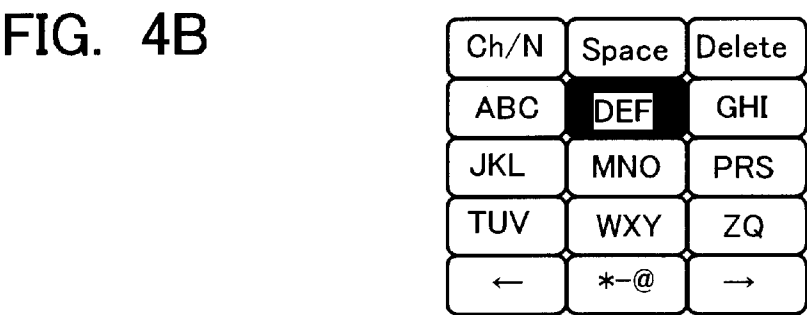 FIG. 4B
Ch/N Space Delete
ABC DEF GHI
JKL MNO PRS
TUV WXY ZQ
← *-@ →